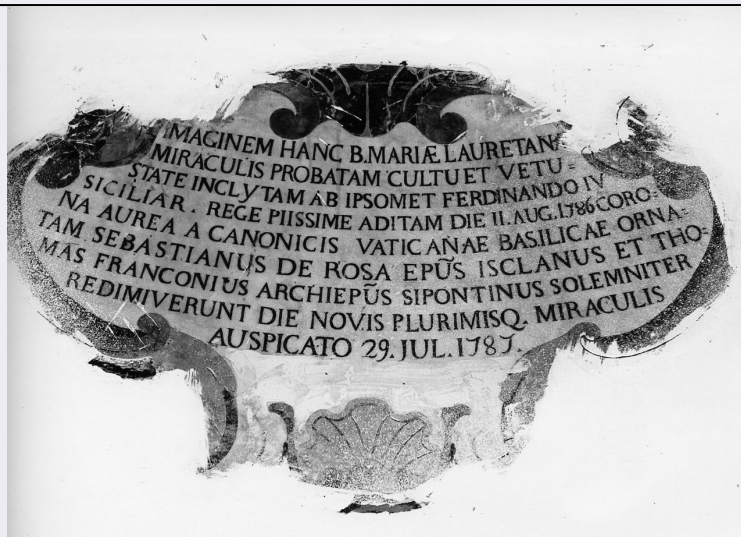 IMAGINEM HANC B. MARIÆ LAURETANÆ
MIRACULIS PROBATAM CULTU ET VETU=
STATE INCLYTAM AB IPSOMET FERDINANDO IV
SICILIAR. REGE PIISSIME ADITAM DIE II. AUG. 1786 CORO=
NA AUREA A CANONICIS VATICANAE BASILICAE ORNA=
TAM SEBASTIANUS DE ROSA EPŨS ISCLANUS ET THO=
MAS FRANCONIUS ARCHIEPŨS SIPONTINUS SOLEMNITER
REDIMIVERUNT DIE NOVIS PLURIMISQ. MIRACULIS
AUSPICATO 29. JUL. 1787.